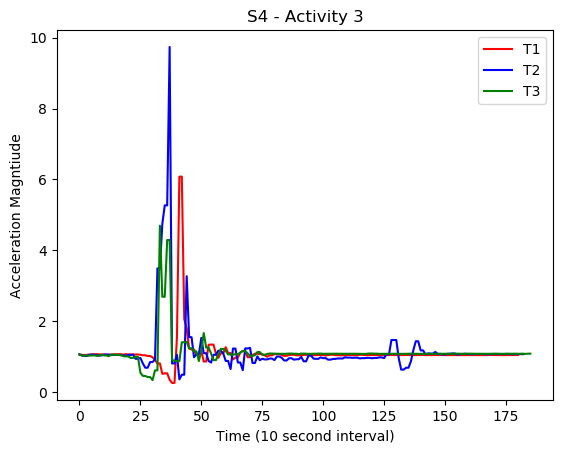 S4 - Activity 3
10
8
6
4
2
0
Acceleration Magntiude
T1
T2
T3
0 25 50 75 100 125 150 175
Time (10 second interval)